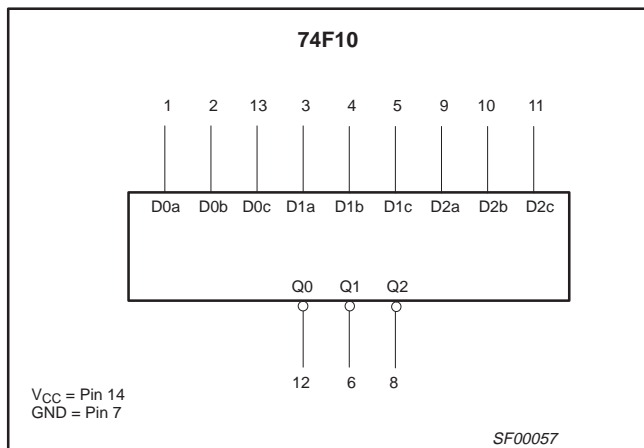 74F10
1 2 13 3 4 5 9 10 11
D0a D0b D0c D1a D1b D1c D2a D2b D2c
Q0 Q1 Q2
12 6 8
VCC = Pin 14
GND = Pin 7
SF00057